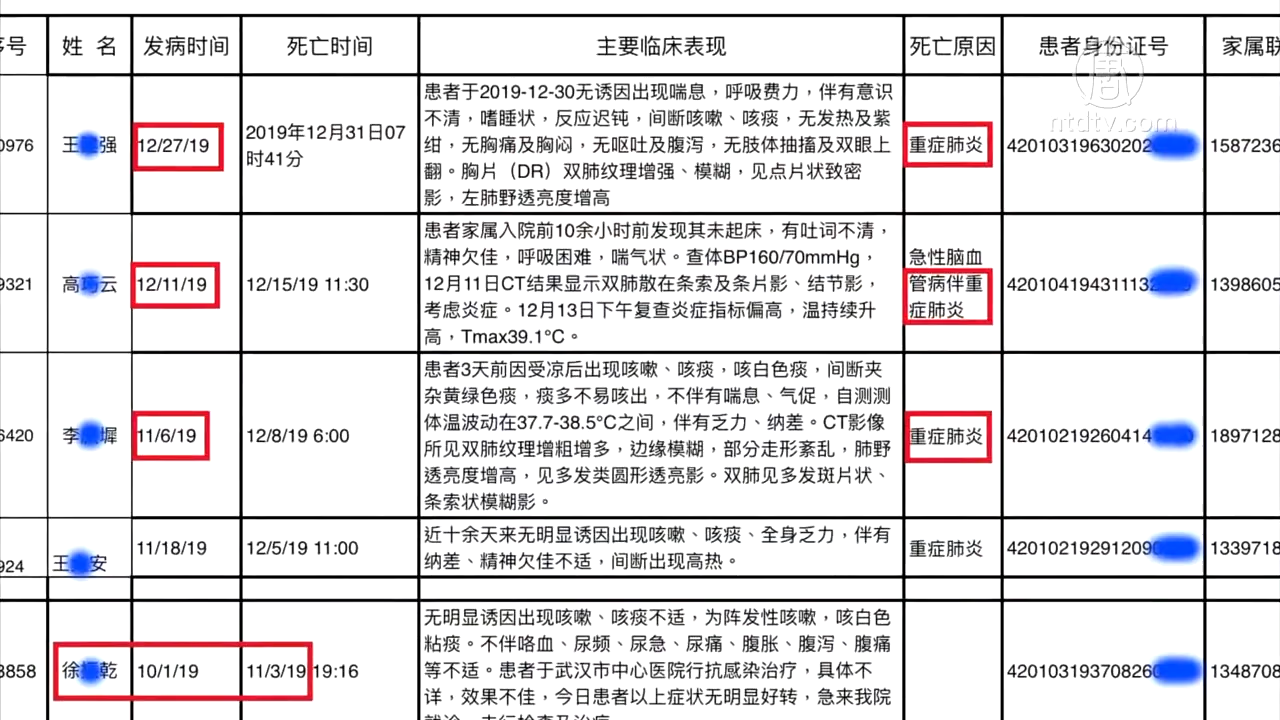 序号 姓 名 发病时间 死亡时间 主要临床表现 死亡原因 患者身份证号 家属联
ntdtv.com
0976 王 强 12/27/19
2019年12月31日07
时41分
患者于2019-12-30无诱因出现喘息，呼吸费力，伴有意识
不清，嗜睡状，反应迟钝，间断咳嗽、咳痰，无发热及紫
绀，无胸痛及胸闷，无呕吐及腹泻，无肢体抽搐及双眼上
翻。胸片（DR）双肺纹理增强、模糊，见点片状致密
影，左肺野透亮度增高
重症肺炎
42010319630202
1587236
9321 高 云 12/11/19 12/15/19 11:30
患者家属入院前10余小时前发现其未起床，有吐词不清，
精神欠佳，呼吸困难，喘气状。查体BP160/70mmHg，
12月11日CT结果显示双肺散在条索及条片影、结节影，
考虑炎症。12月13日下午复查炎症指标偏高，温持续升
高，Tmax39.1°C。
急性脑血
管病伴重
症肺炎
4201041943111
1398605
6420 李 墀 11/6/19 12/8/19 6:00
患者3天前因受凉后出现咳嗽、咳痰，咳白色痰，间断夹
杂黄绿色痰，痰多不易咳出，不伴有喘息、气促，自测测
体温波动在37.7-38.5°C之间，伴有乏力、纳差。CT影像
所见双肺纹理增粗增多，边缘模糊，部分走形紊乱，肺野
透亮度增高，见多发类圆形透亮影。双肺见多发斑片状、
条索状模糊影。
重症肺炎
42010219260414
1897128
924 王 安 11/18/19 12/5/19 11:00
近十余天来无明显诱因出现咳嗽、咳痰、全身乏力，伴有
纳差、精神欠佳不适，间断出现高热。
重症肺炎
42010219291209
1339718
3858 徐 乾 10/1/19 11/3/19 19:16
无明显诱因出现咳嗽、咳痰不适，为阵发性咳嗽，咳白色
粘痰。不伴咯血、尿频、尿急、尿痛、腹胀、腹泻、腹痛
等不适。患者于武汉市中心医院行抗感染治疗，具体不
详，效果不佳，今日患者以上症状无明显好转，急来我院
42010319370826
1348708